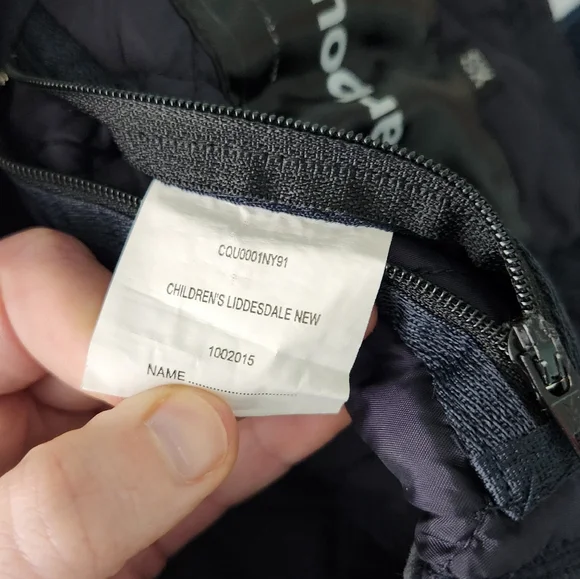 CQU0001NY91
CHILDREN'S LIDDESDALE NEW
1002015
NAME ..............................